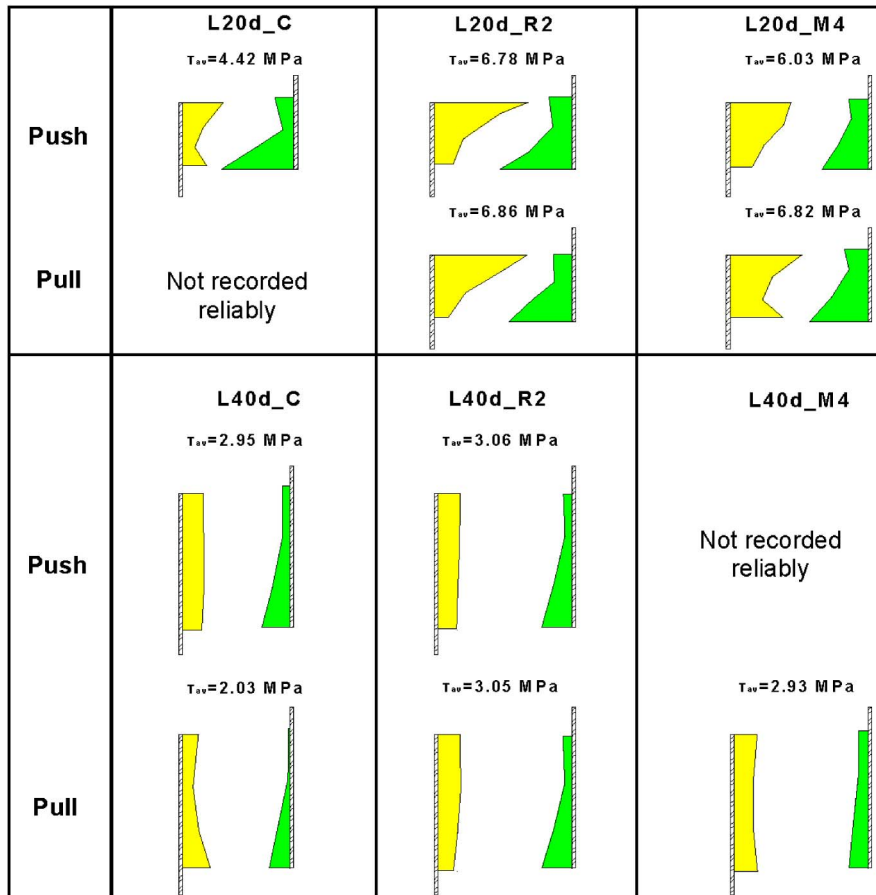 L20d_C
L20d_R2
L20d_M4
τav=4.42 MPa
τav=6.78 MPa
τav=6.03 MPa
Push
τav=6.86 MPa
τav=6.82 MPa
Pull
Not recorded
reliably
L40d_C
L40d_R2
L40d_M4
τav=2.95 MPa
τav=3.06 MPa
Push
Not recorded
reliably
τav=2.03 MPa
τav=3.05 MPa
τav=2.93 MPa
Pull